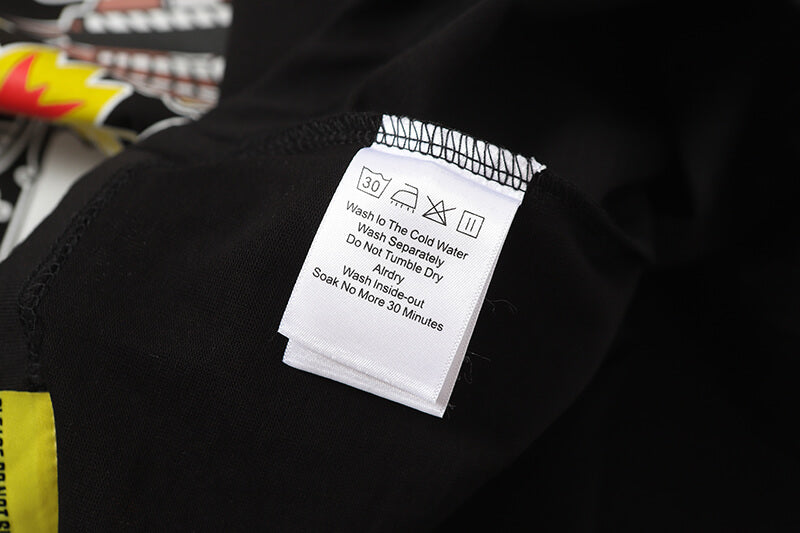 30
Wash Io The Cold Water
Wash Separately
Do Not Tumble Dry
Airdry
Wash Inside-out
Soak No More 30 Minutes